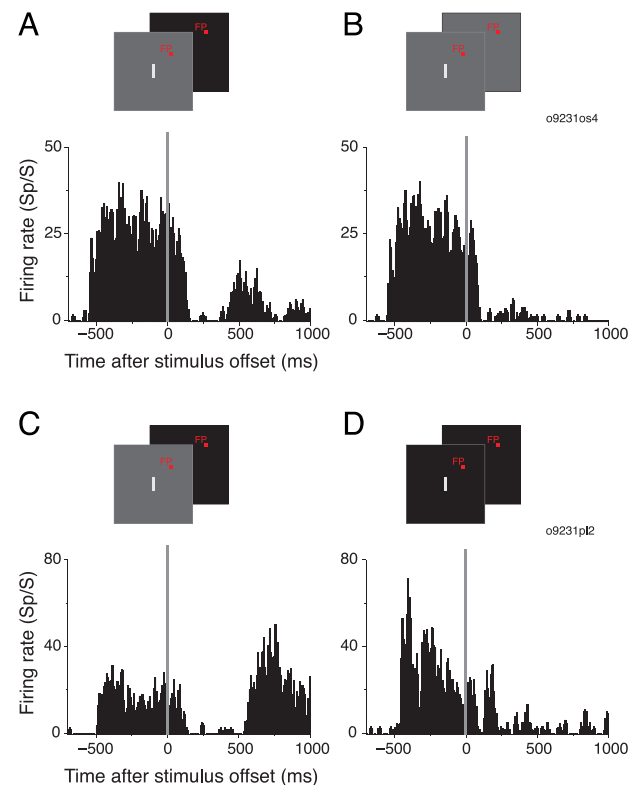 A
FP
FP
B
FP
FP
o9231os4
Firing rate (Sp/S)
50
25
0
−500
0
500
1000
Time after stimulus offset (ms)
50
25
0
−500
0
500
1000
C
FP
FP
D
FP
FP
o9231pl2
Firing rate (Sp/S)
80
40
0
−500
0
500
1000
Time after stimulus offset (ms)
80
40
0
−500
0
500
1000